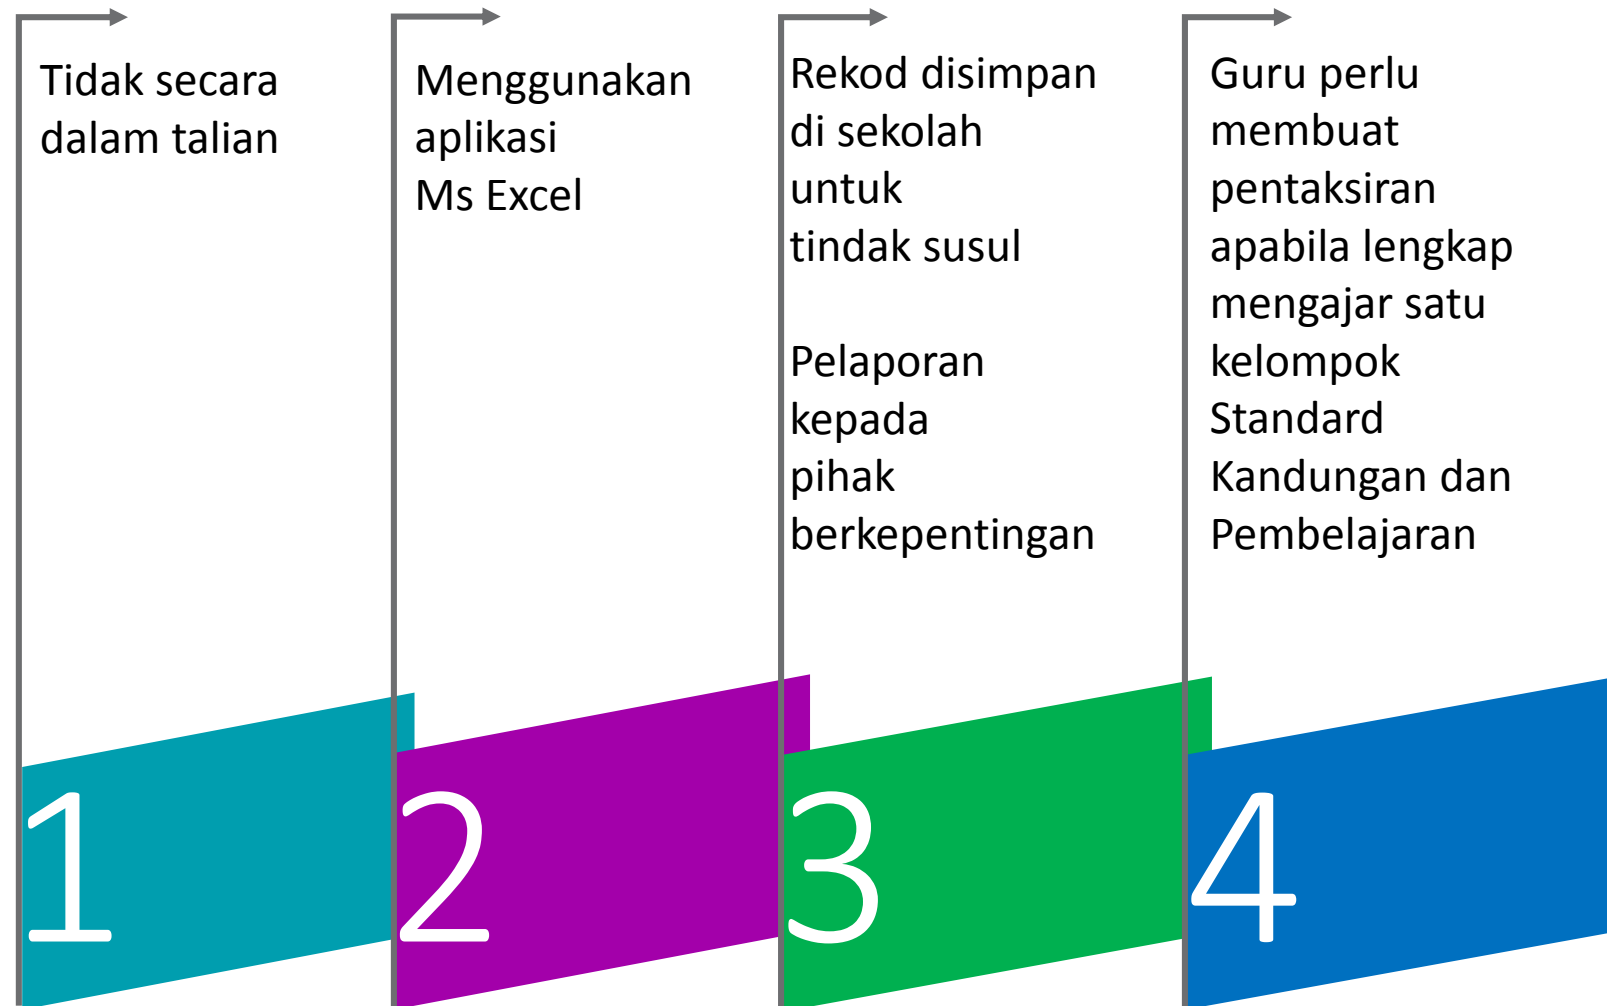 Tidak secara
dalam talian
1
Menggunakan
aplikasi
Ms Excel
2
Rekod disimpan
di sekolah
untuk
tindak susul
Pelaporan
kepada
pihak
berkepentingan
3
Guru perlu
membuat
pentaksiran
apabila lengkap
mengajar satu
kelompok
Standard
Kandungan dan
Pembelajaran
4